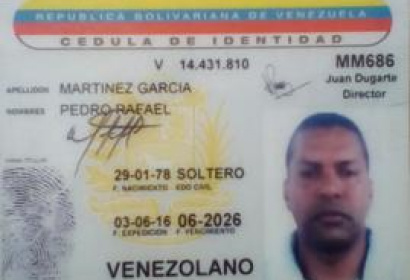 REPUBLICA BOLIVARIANA DE VENEZUELA
CEDULA DE IDENTIDAD
V 14.431.810
MM686
Juan Dugarte
Director
APELLIDOS MARTINEZ GARCIA
NOMBRES PEDRO RAFAEL
29-01-78 SOLTERO
F. NACIMIENTO EDO CIVIL
03-06-16 06-2026
F. EXPEDICION F. VENCIMIENTO
VENEZOLANO